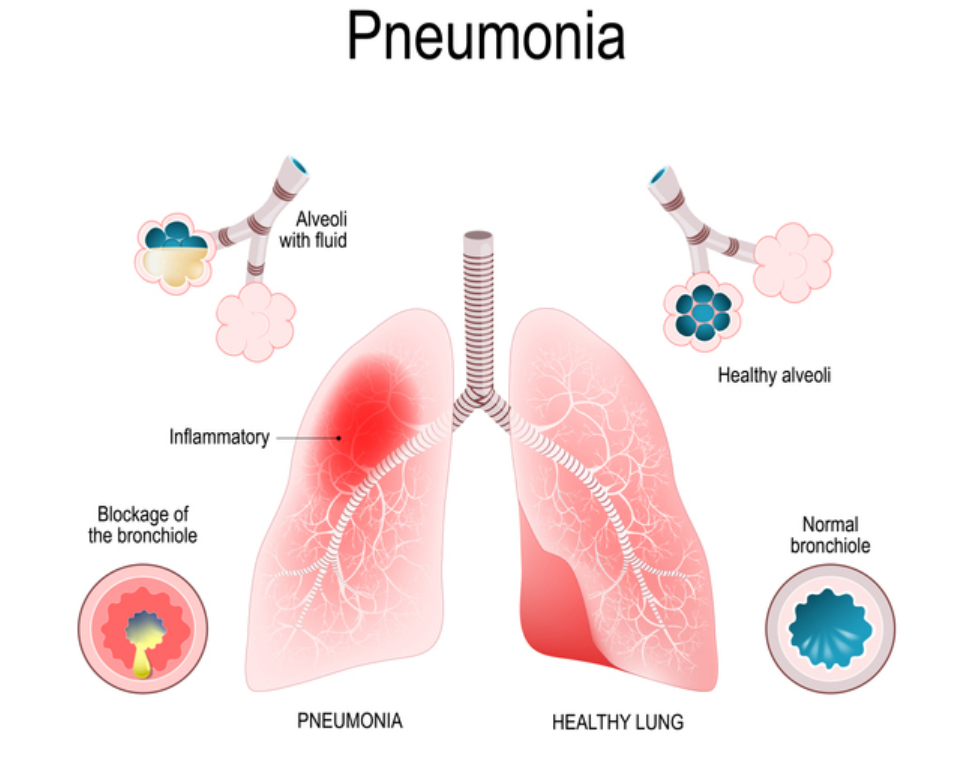 Pneumonia
Alveoli
with fluid
Healthy alveoli
Inflammatory
Blockage of
the bronchiole
Normal
bronchiole
PNEUMONIA
HEALTHY LUNG